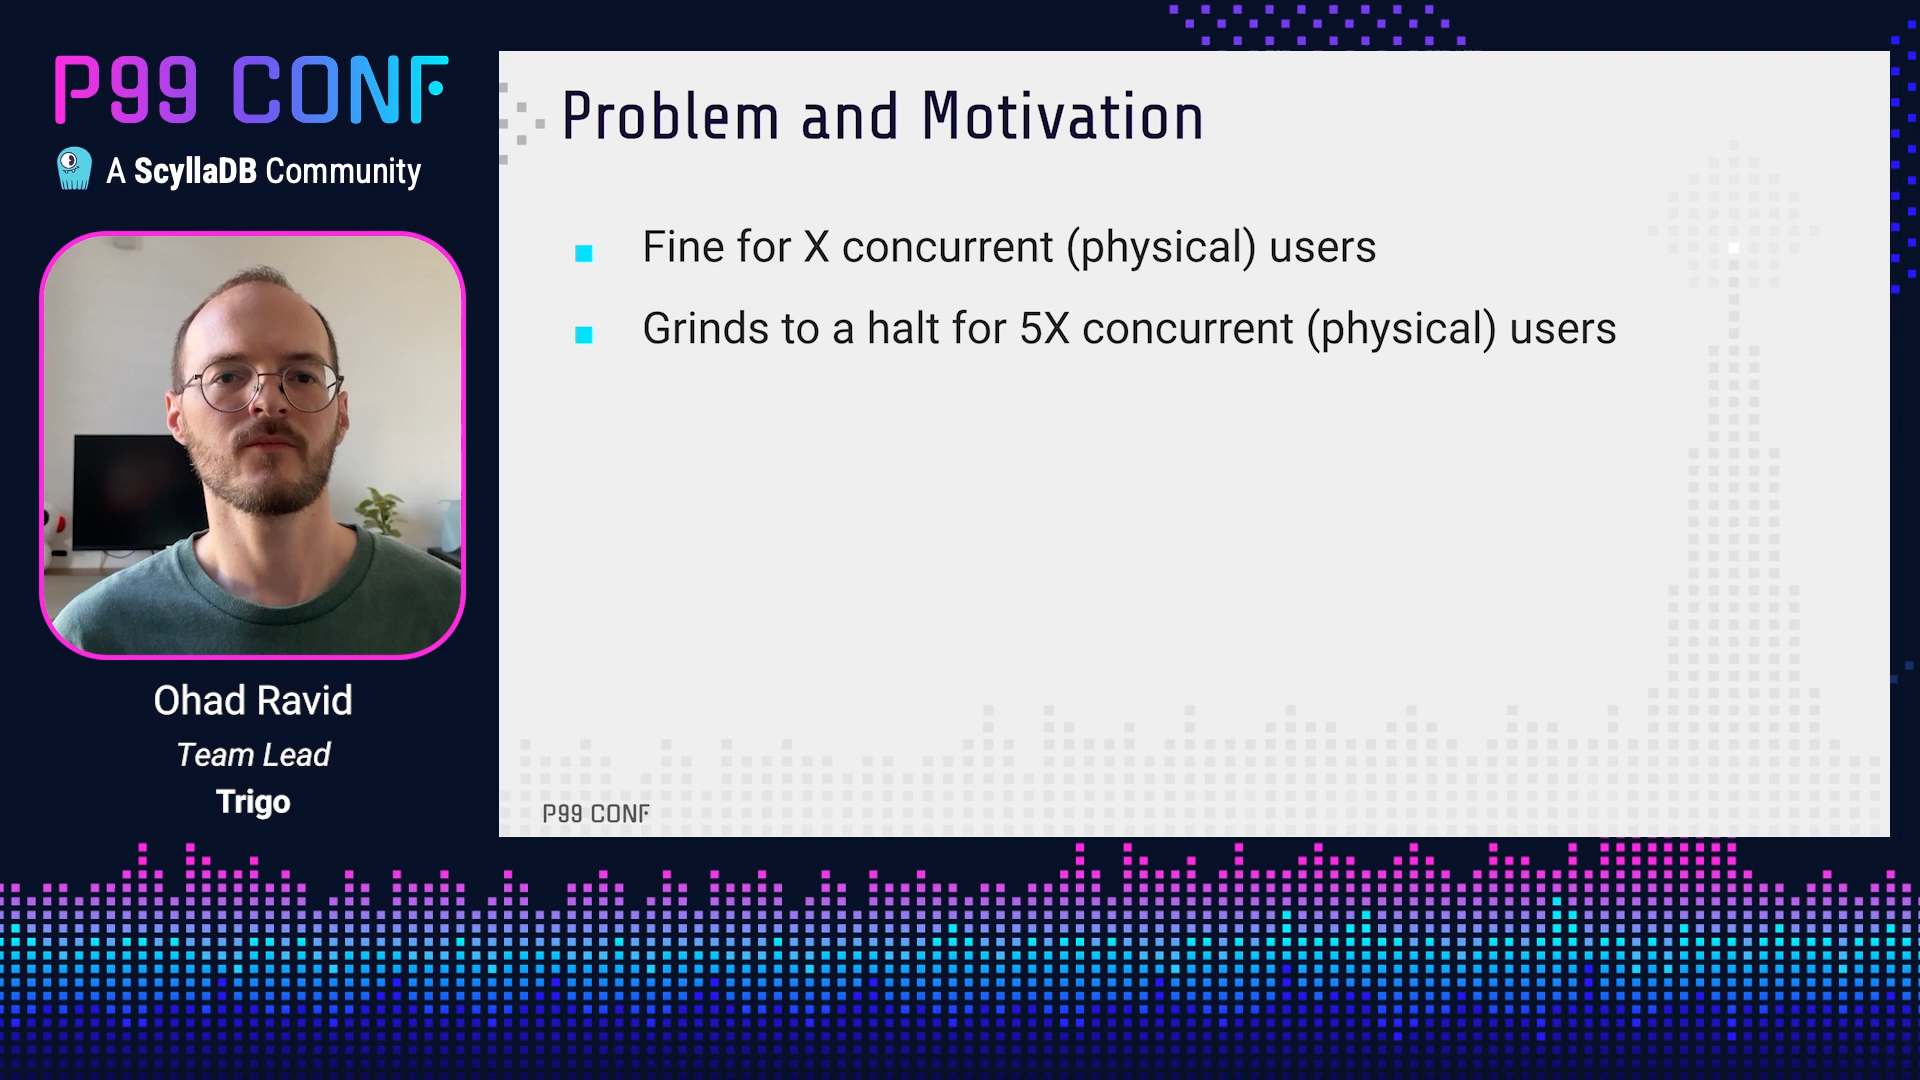 P99 CONF
A ScyllaDB Community
Ohad Ravid
Team Lead
Trigo
Problem and Motivation
Fine for X concurrent (physical) users
Grinds to a halt for 5X concurrent (physical) users
P99 CONF